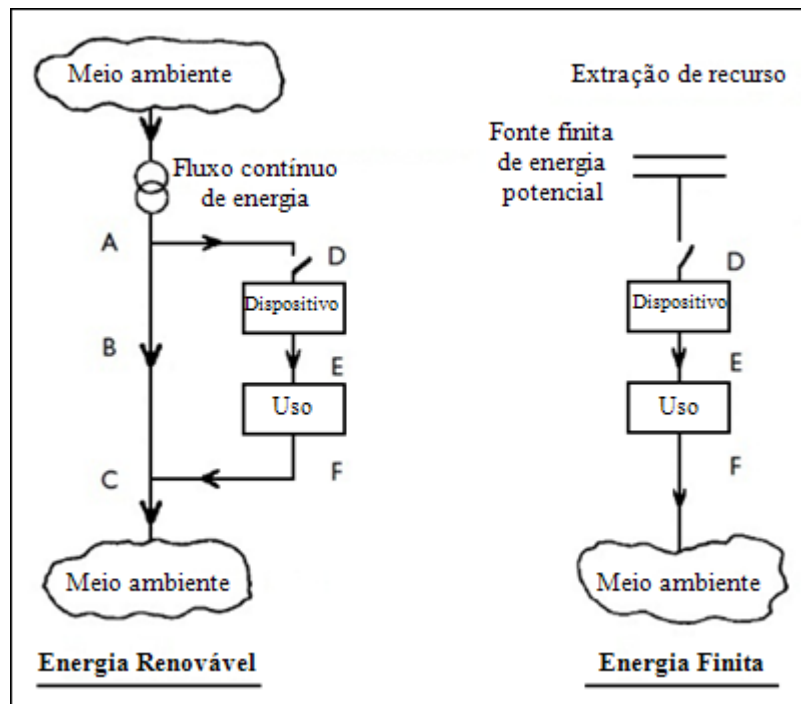 Meio ambiente
Fluxo contínuo
de energia
A
D
Dispositivo
B
E
Uso
C
F
Meio ambiente
Energia Renovável
Extração de recurso
Fonte finita
de energia
potencial
D
Dispositivo
E
Uso
F
Meio ambiente
Energia Finita